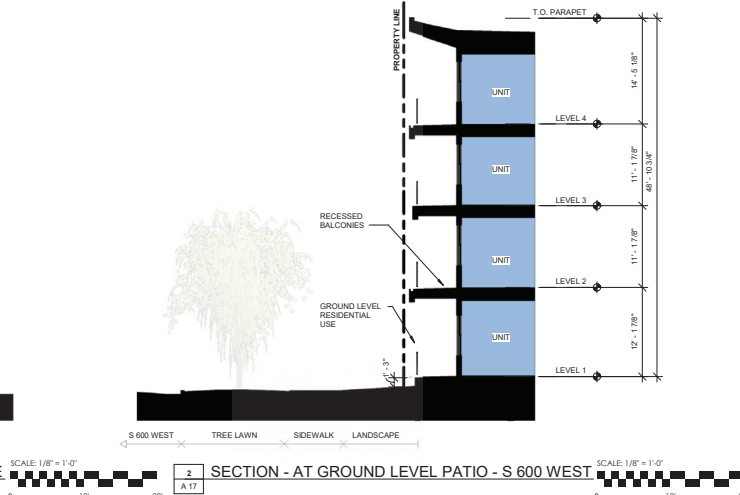 T.O. PARAPET
PROPERTY LINE
14' - 5 1/8"
UNIT
LEVEL 4
11' - 1 7/8"
48' - 10 3/4"
UNIT
LEVEL 3
RECESSED
BALCONIES
11' - 1 7/8"
UNIT
LEVEL 2
GROUND LEVEL
RESIDENTIAL
USE
12' - 1 7/8"
UNIT
LEVEL 1
S 600 WEST
TREE LAWN
SIDEWALK
LANDSCAPE
SCALE: 1/8" = 1'-0"
2
A 17
SECTION - AT GROUND LEVEL PATIO - S 600 WEST
SCALE: 1/8" = 1'-0"